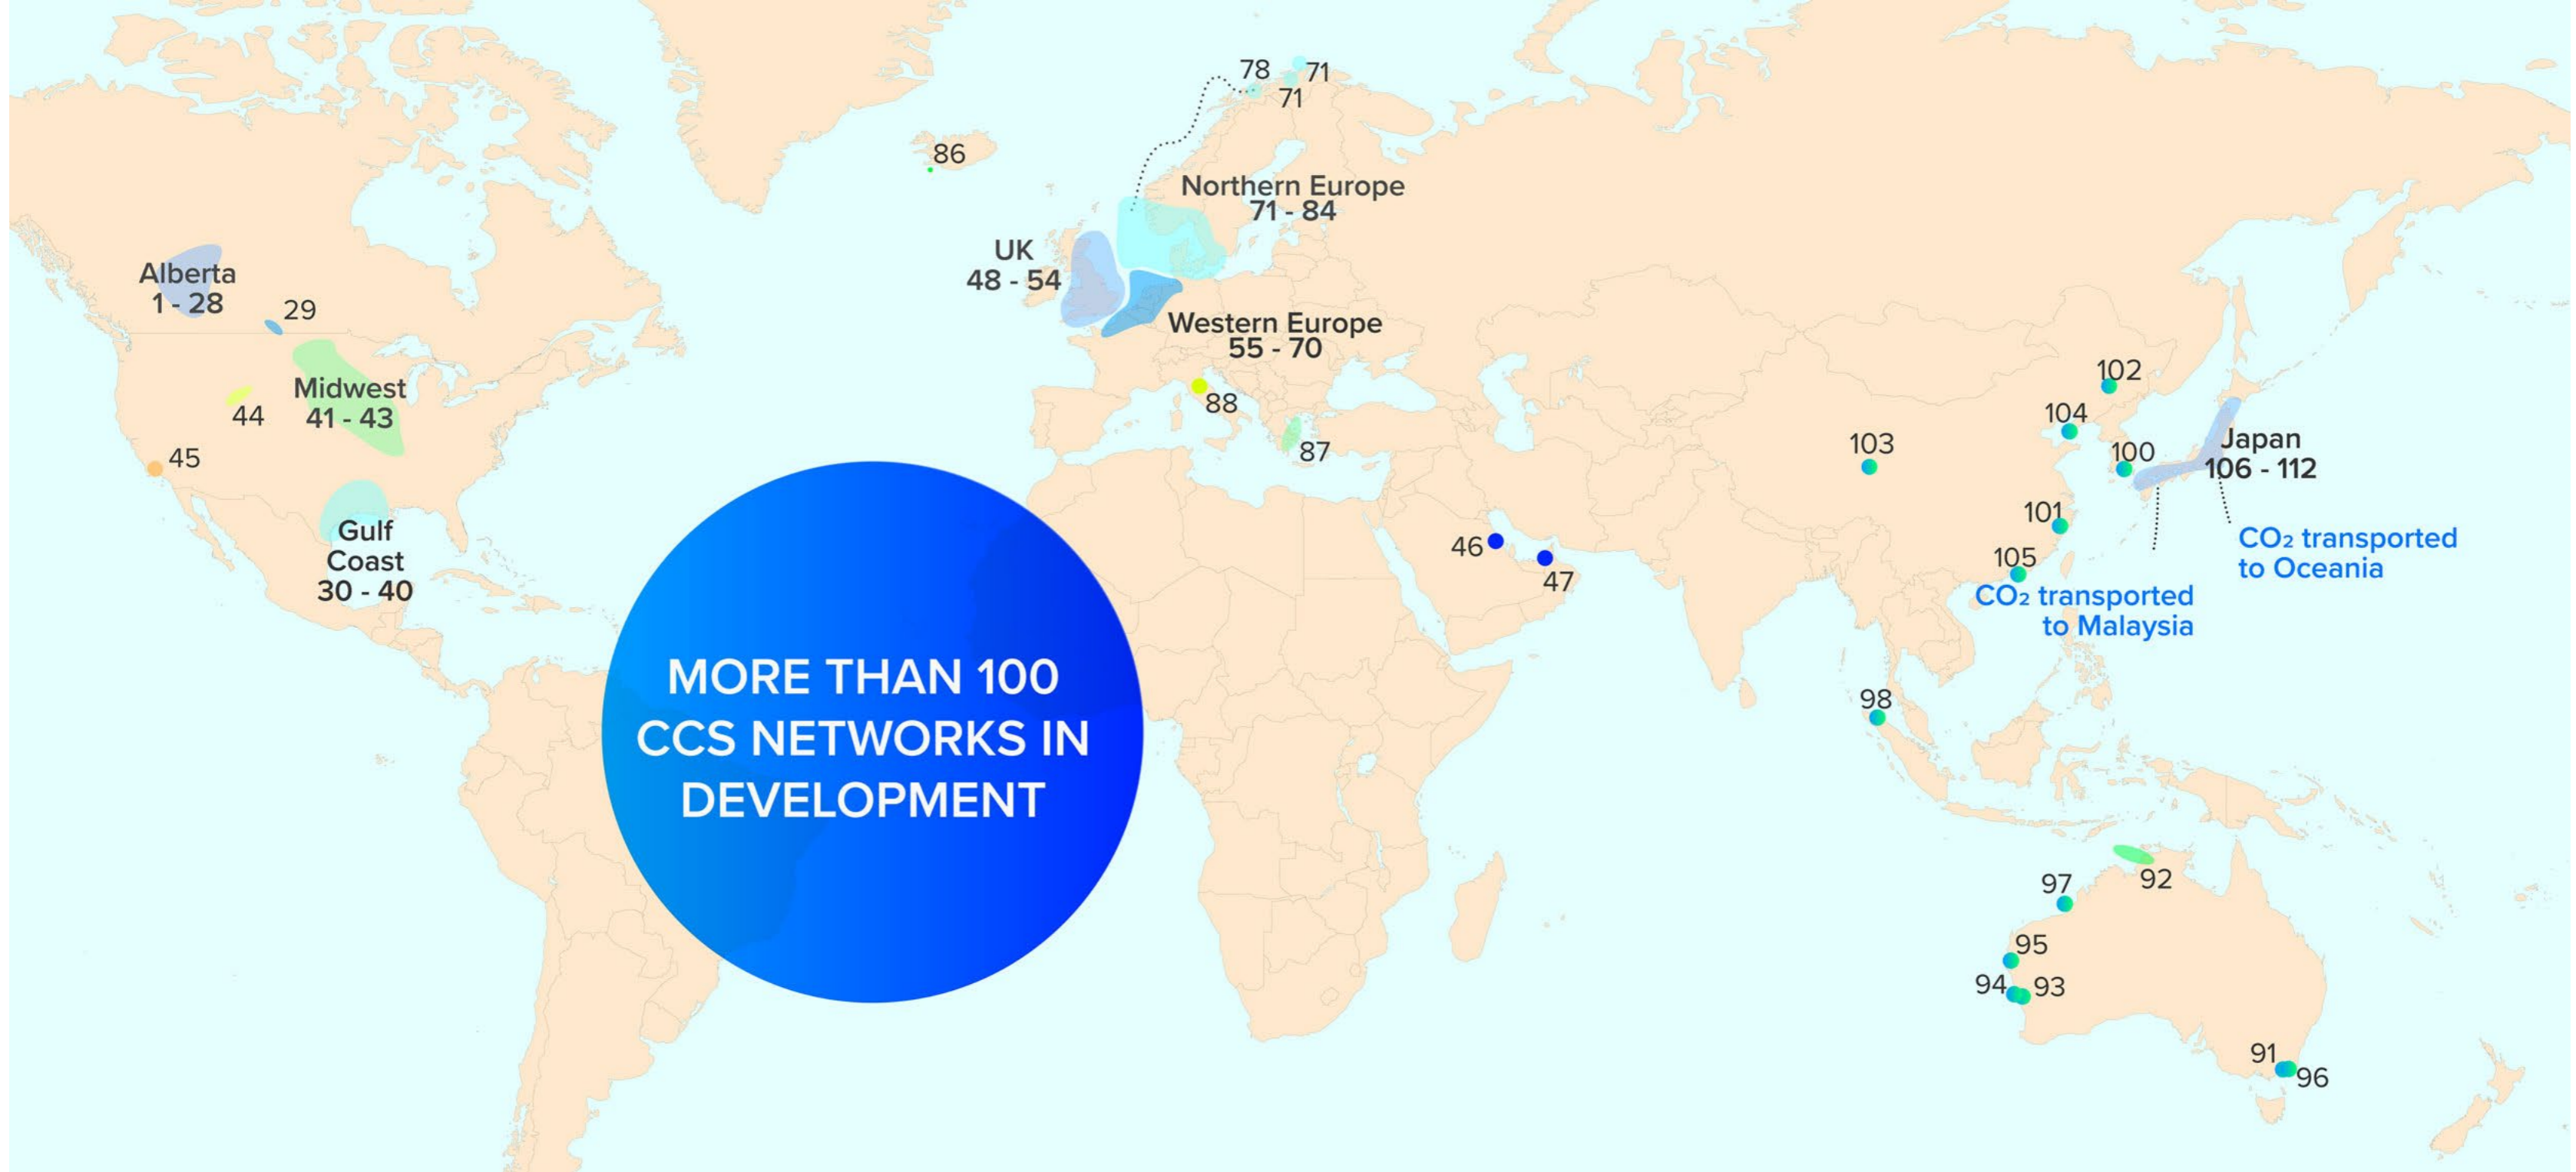 78
71
71
86
Northern Europe
71 - 84
UK
48 - 54
Alberta
1 - 28
29
Western Europe
55 - 70
Midwest
41 - 43
44
45
88
87
Gulf
Coast
30 - 40
46
47
102
104
103
100
Japan
106 - 112
101
105
CO₂ transported
to Oceania
CO₂ transported
to Malaysia
MORE THAN 100
CCS NETWORKS IN
DEVELOPMENT
98
92
97
95
94
93
91
96